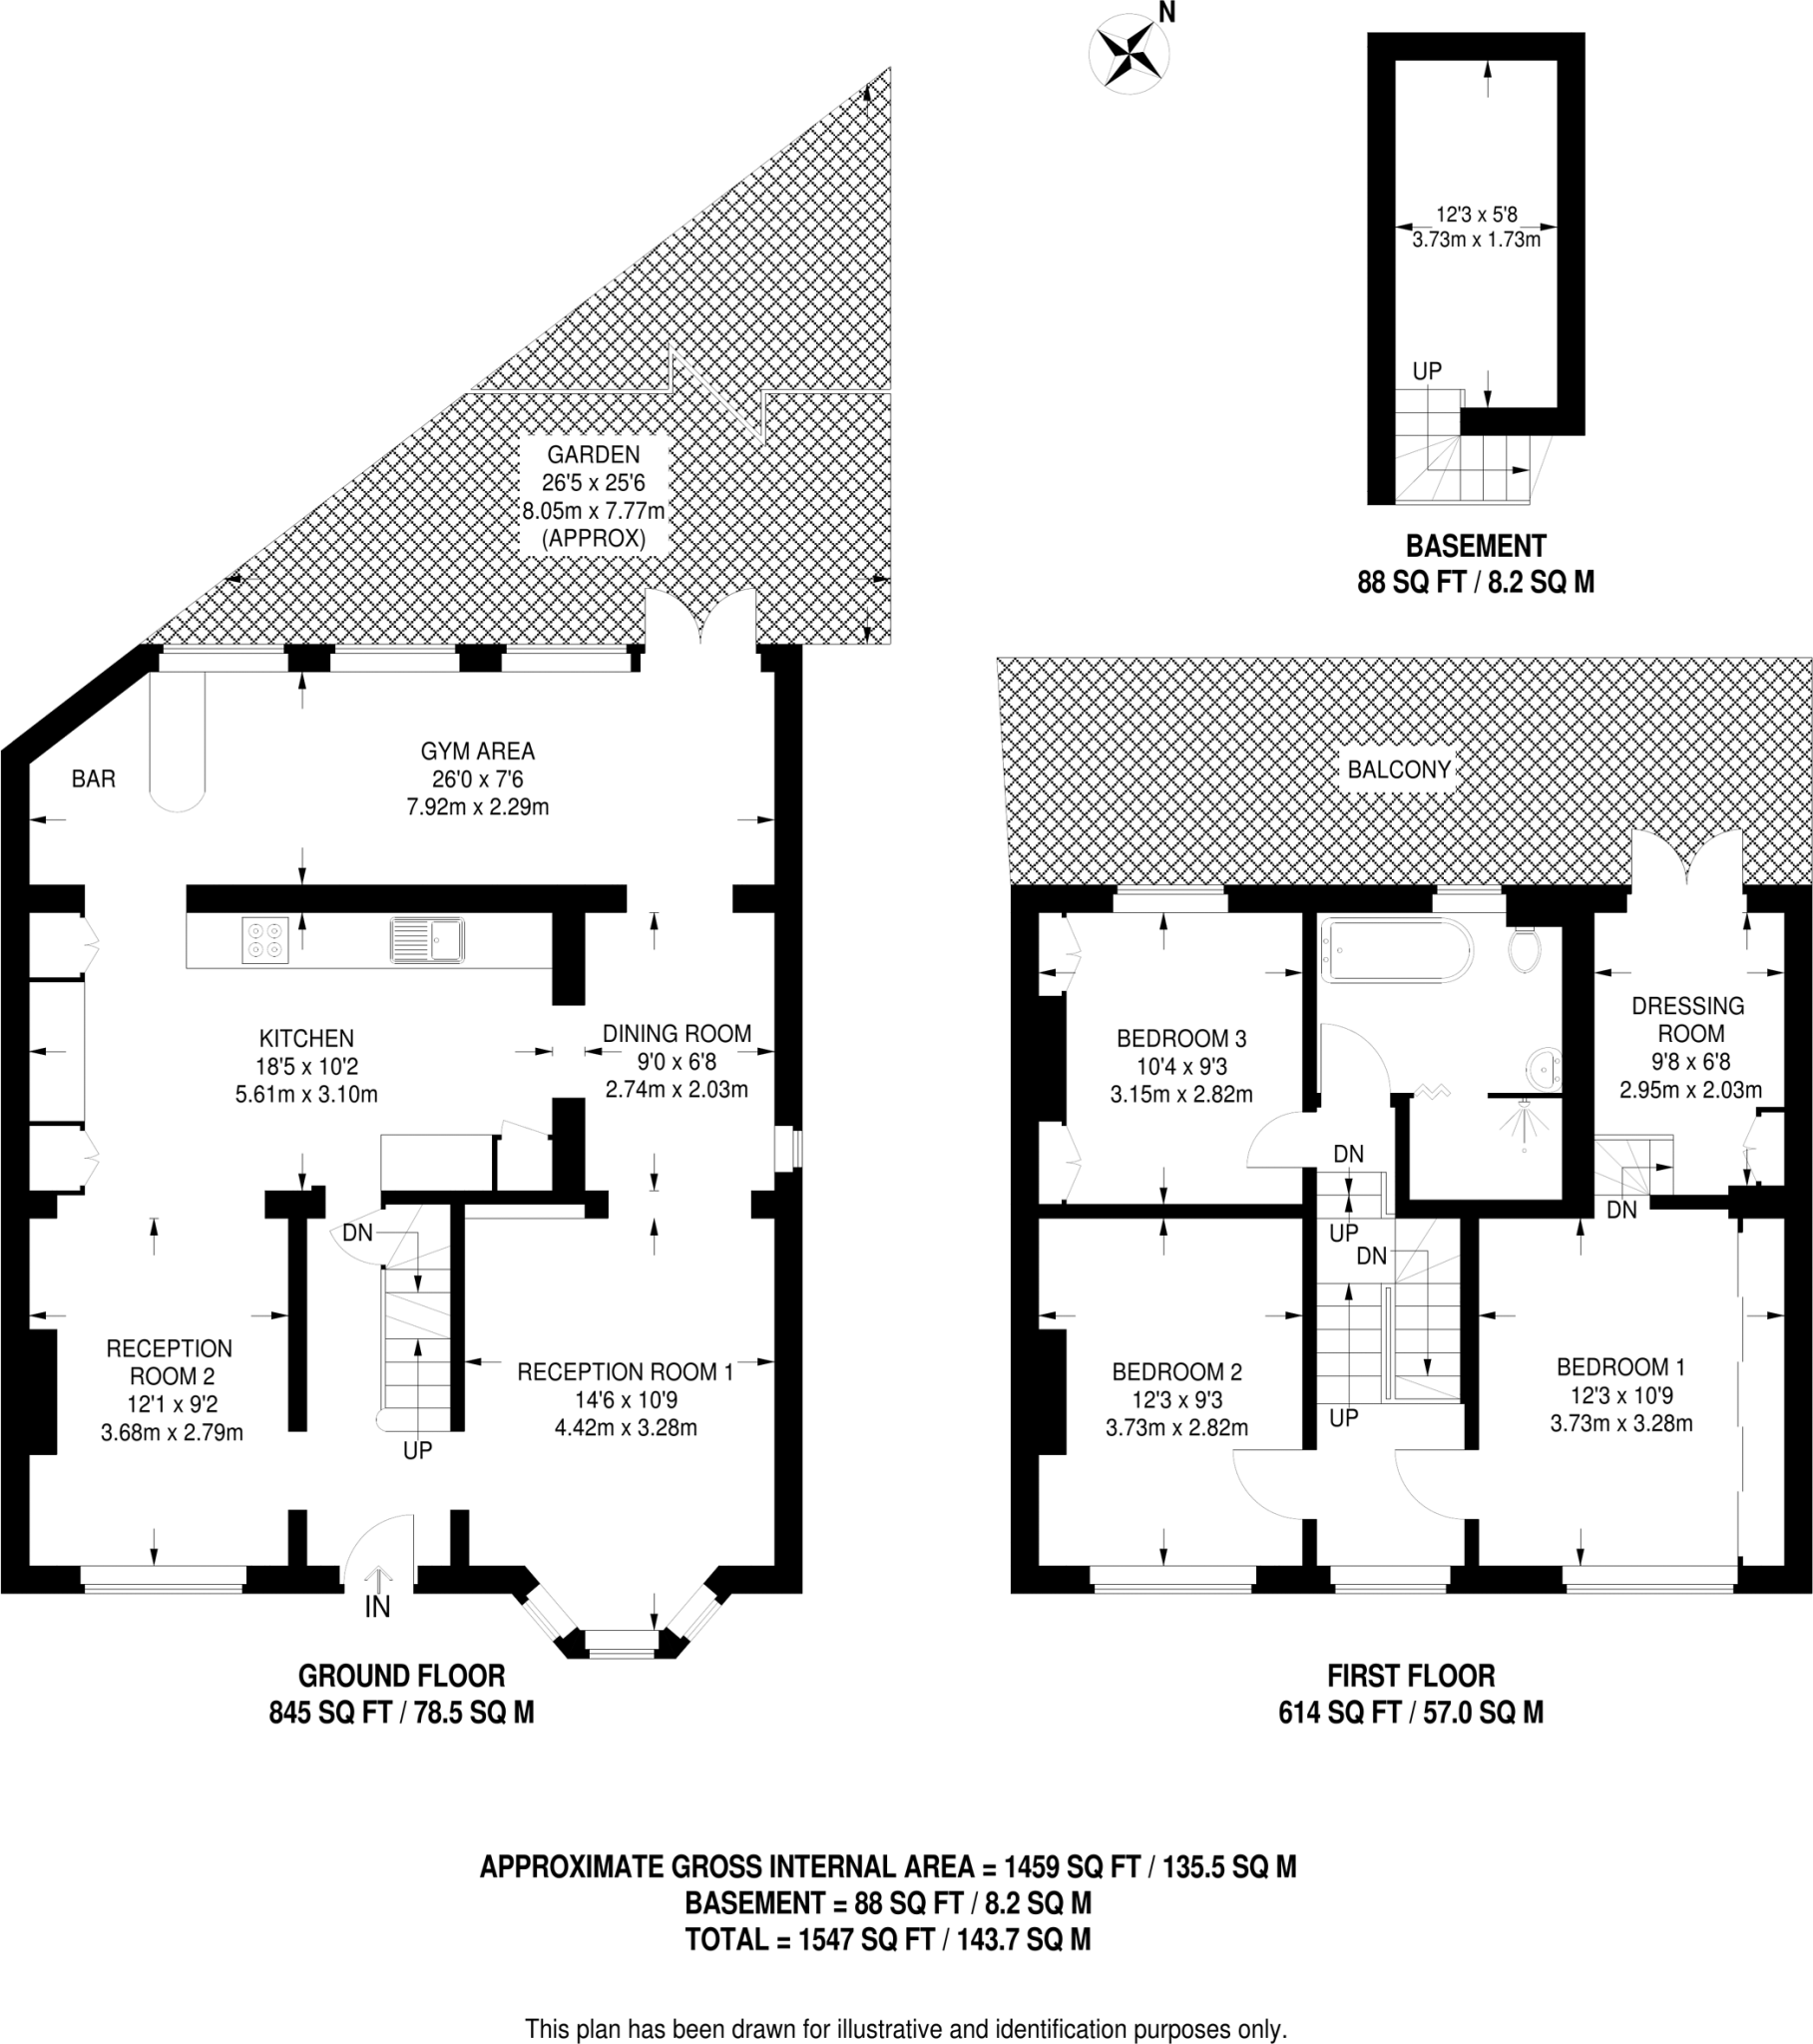 N
12'3 x 5'8
3.73m x 1.73m
UP
BASEMENT
88 SQ FT / 8.2 SQ M
GARDEN
26'5 x 25'6
8.05m x 7.77m
(APPROX)
GYM AREA
26'0 x 7'6
7.92m x 2.29m
BAR
KITCHEN
18'5 x 10'2
5.61m x 3.10m
DINING ROOM
9'0 x 6'8
2.74m x 2.03m
DN
RECEPTION
ROOM 2
12'1 x 9'2
3.68m x 2.79m
RECEPTION ROOM 1
14'6 x 10'9
4.42m x 3.28m
UP
IN
GROUND FLOOR
845 SQ FT / 78.5 SQ M
BALCONY
BEDROOM 3
10'4 x 9'3
3.15m x 2.82m
DRESSING
ROOM
9'8 x 6'8
2.95m x 2.03m
DN
DN
UP
DN
BEDROOM 2
12'3 x 9'3
3.73m x 2.82m
UP
BEDROOM 1
12'3 x 10'9
3.73m x 3.28m
FIRST FLOOR
614 SQ FT / 57.0 SQ M
APPROXIMATE GROSS INTERNAL AREA = 1459 SQ FT / 135.5 SQ M
BASEMENT = 88 SQ FT / 8.2 SQ M
TOTAL = 1547 SQ FT / 143.7 SQ M
This plan has been drawn for illustrative and identification purposes only.